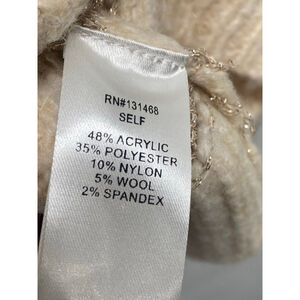 RN#131468
SELF
48% ACRYLIC
35% POLYESTER
10% NYLON
5% WOOL
2% SPANDEX